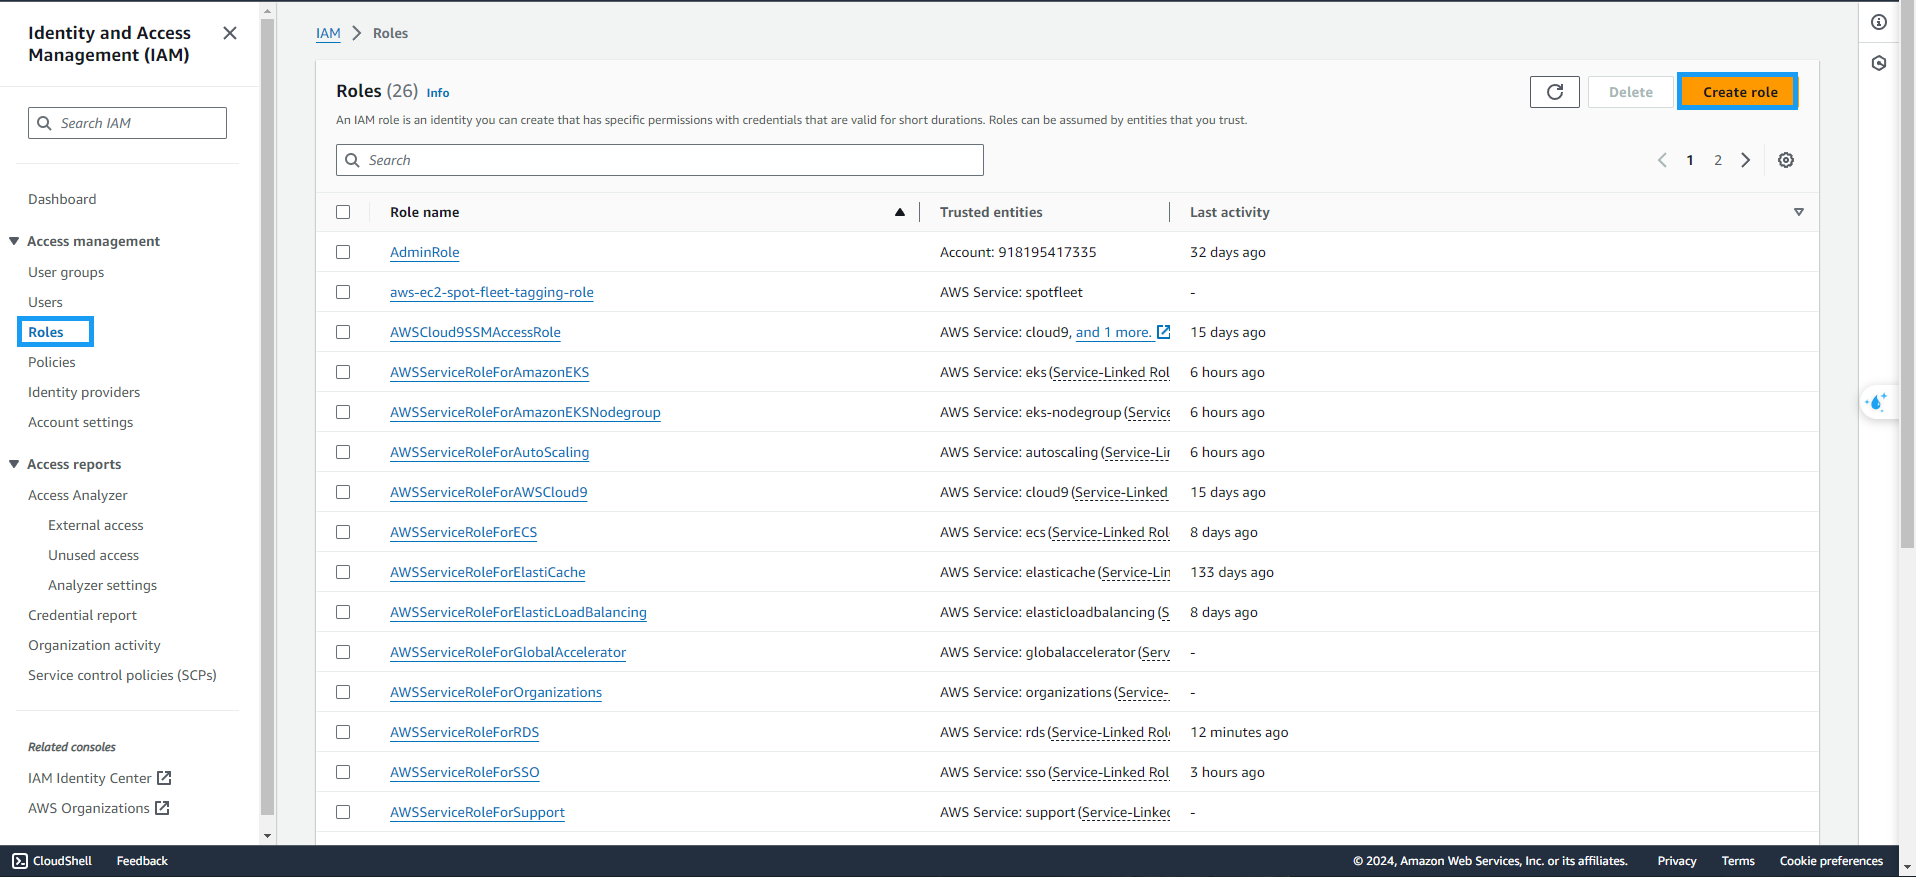 Identity and Access
Management (IAM)
Search IAM
Dashboard
Access management
User groups
Users
Roles
Policies
Identity providers
Account settings
Access reports
Access Analyzer
External access
Unused access
Analyzer settings
Credential report
Organization activity
Service control policies (SCPs)
Related consoles
IAM Identity Center
AWS Organizations
IAM > Roles
Roles (26) Info
Delete
Create role
An IAM role is an identity you can create that has specific permissions with credentials that are valid for short durations. Roles can be assumed by entities that you trust.
Search
1 2
Role name Trusted entities Last activity
AdminRole Account: 918195417335 32 days ago
aws-ec2-spot-fleet-tagging-role AWS Service: spotfleet -
AWSCloud9SSMAccessRole AWS Service: cloud9, and 1 more. 15 days ago
AWSServiceRoleForAmazonEKS AWS Service: eks (Service-Linked Rol 6 hours ago
AWSServiceRoleForAmazonEKSNodegroup AWS Service: eks-nodegroup (Service 6 hours ago
AWSServiceRoleForAutoScaling AWS Service: autoscaling (Service-Li 6 hours ago
AWSServiceRoleForAWSCloud9 AWS Service: cloud9 (Service-Linked 15 days ago
AWSServiceRoleForECS AWS Service: ecs (Service-Linked Rol 8 days ago
AWSServiceRoleForElastiCache AWS Service: elasticache (Service-Lin 133 days ago
AWSServiceRoleForElasticLoadBalancing AWS Service: elasticloadbalancing (S 8 days ago
AWSServiceRoleForGlobalAccelerator AWS Service: globalaccelerator (Serv -
AWSServiceRoleForOrganizations AWS Service: organizations (Service- -
AWSServiceRoleForRDS AWS Service: rds (Service-Linked Role 12 minutes ago
AWSServiceRoleForSSO AWS Service: sso (Service-Linked Rol 3 hours ago
AWSServiceRoleForSupport AWS Service: support (Service-Linked -
CloudShell Feedback © 2024, Amazon Web Services, Inc. or its affiliates. Privacy Terms Cookie preferences